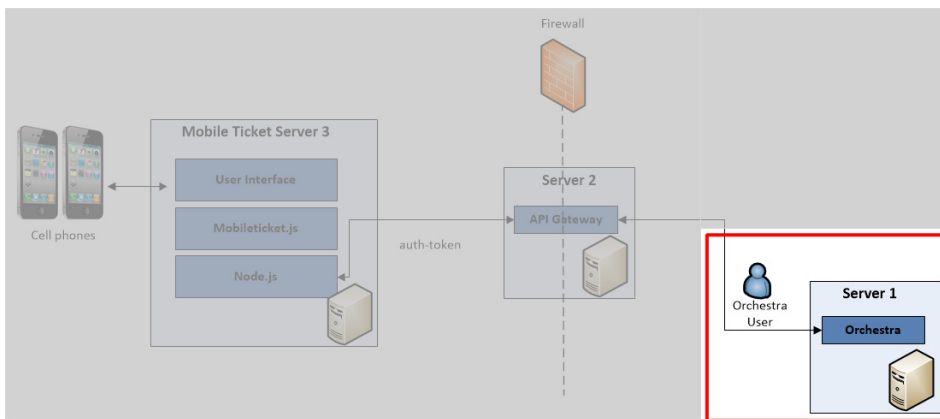 Firewall
Mobile Ticket Server 3
User Interface
Mobileticket.js
Node.js
Cell phones
auth-token
Server 2
API Gateway
Orchestra
User
Server 1
Orchestra